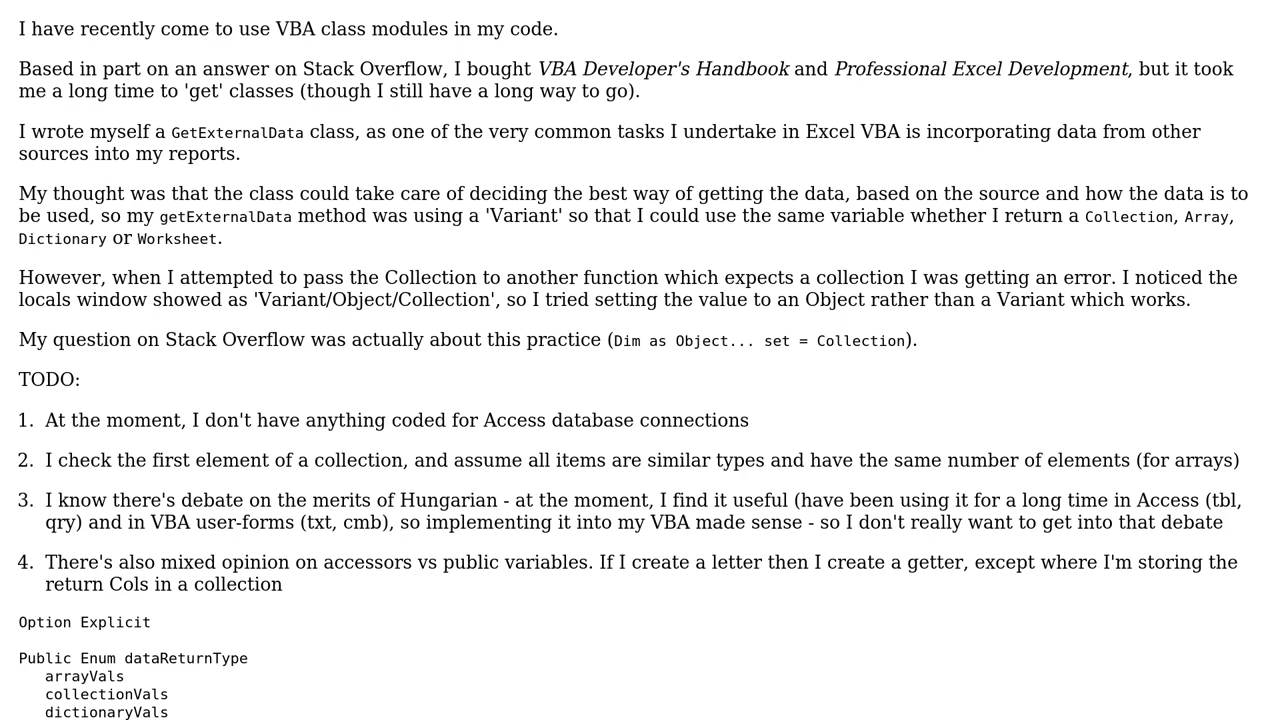 I have recently come to use VBA class modules in my code.
Based in part on an answer on Stack Overflow, I bought VBA Developer's Handbook and Professional Excel Development, but it took
me a long time to 'get' classes (though I still have a long way to go).
I wrote myself a GetExternalData class, as one of the very common tasks I undertake in Excel VBA is incorporating data from other
sources into my reports.
My thought was that the class could take care of deciding the best way of getting the data, based on the source and how the data is to
be used, so my getExternalData method was using a 'Variant' so that I could use the same variable whether I return a Collection, Array,
Dictionary or Worksheet.
However, when I attempted to pass the Collection to another function which expects a collection I was getting an error. I noticed the
locals window showed as 'Variant/Object/Collection', so I tried setting the value to an Object rather than a Variant which works.
My question on Stack Overflow was actually about this practice (Dim as Object... set = Collection).
TODO:
1. At the moment, I don't have anything coded for Access database connections
2. I check the first element of a collection, and assume all items are similar types and have the same number of elements (for arrays)
3. I know there's debate on the merits of Hungarian - at the moment, I find it useful (have been using it for a long time in Access (tbl,
qry) and in VBA user-forms (txt, cmb), so implementing it into my VBA made sense - so I don't really want to get into that debate
4. There's also mixed opinion on accessors vs public variables. If I create a letter then I create a getter, except where I'm storing the
return Cols in a collection
Option Explicit
Public Enum dataReturnType
arrayVals
collectionVals
dictionaryVals